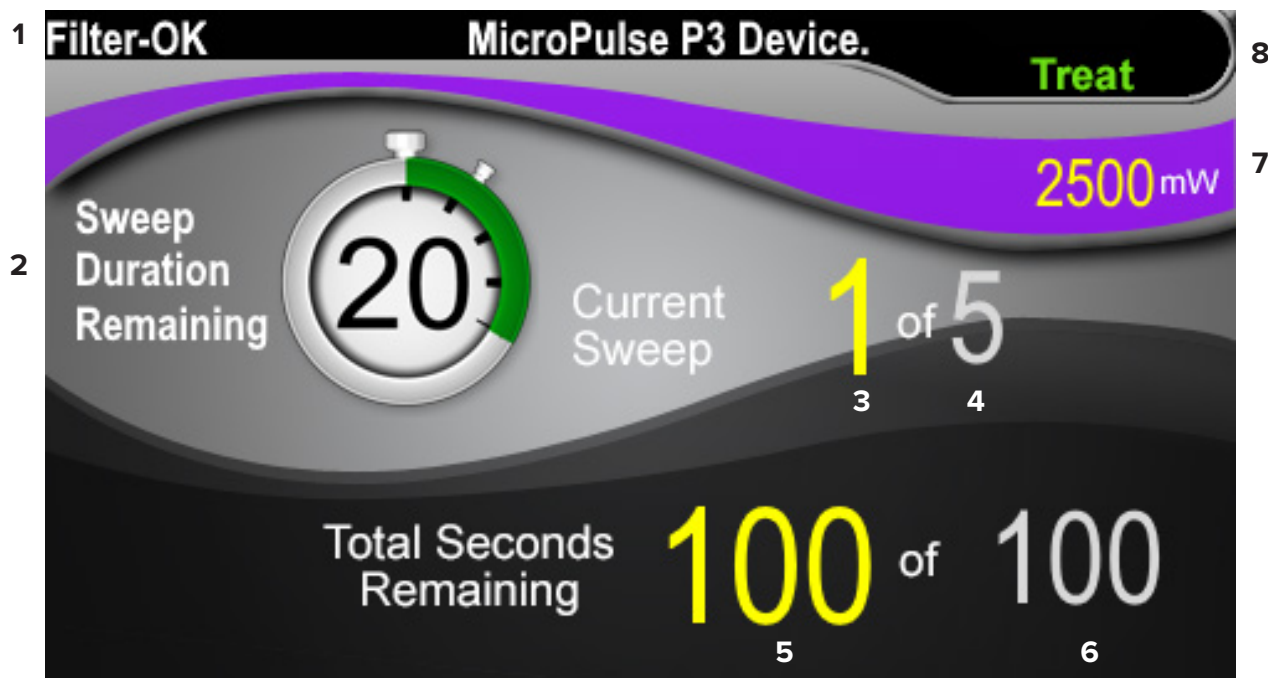 1
Filter-OK
MicroPulse P3 Device.
Treat
8
2500 mW
7
2
Sweep
Duration
Remaining
20
Current
Sweep
1 of 5
3
4
Total Seconds
Remaining
100 of 100
5
6